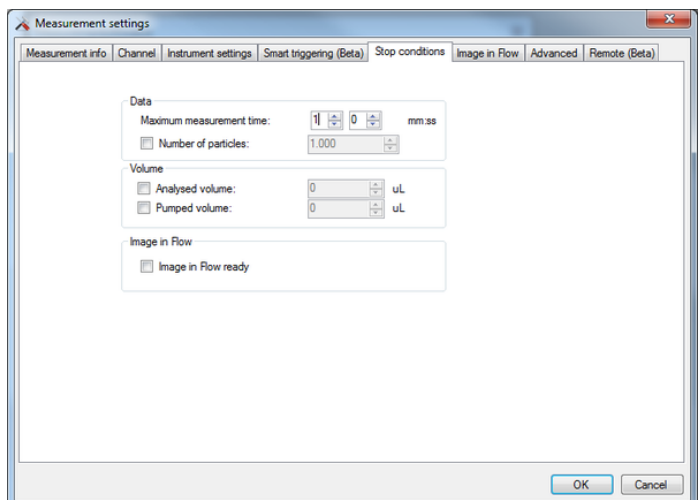 Measurement settings
Measurement info Channel Instrument settings Smart triggering (Beta) Stop conditions Image in Flow Advanced Remote (Beta)
Data
Maximum measurement time: 1 0 mm:ss
Number of particles: 1.000
Volume
Analysed volume: 0 uL
Pumped volume: 0 uL
Image in Flow
Image in Flow ready
OK Cancel